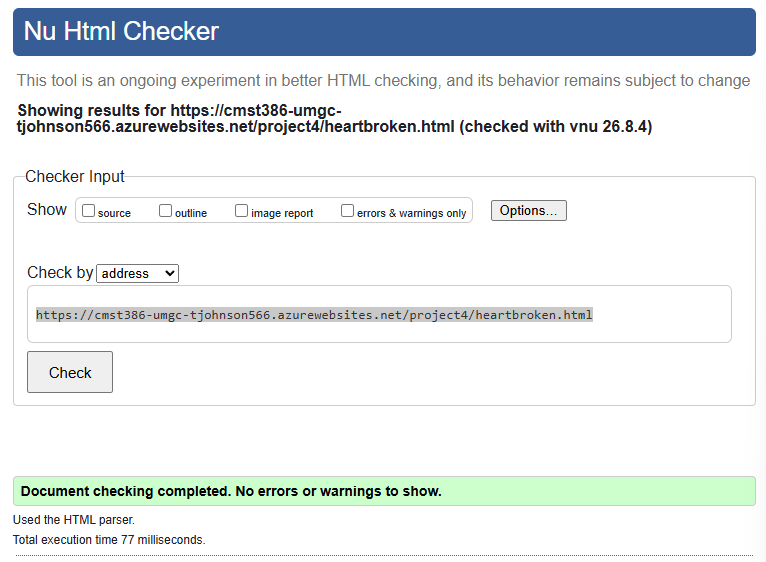 Nu Html Checker
This tool is an ongoing experiment in better HTML checking, and its behavior remains subject to change
Showing results for https://cmst386-umgc-
tjohnson566.azurewebsites.net/project4/heartbroken.html (checked with vnu 26.8.4)
Checker Input
Show source outline image report errors & warnings only Options...
Check by address
https://cmst386-umgc-tjohnson566.azurewebsites.net/project4/heartbroken.html
Check
Document checking completed. No errors or warnings to show.
Used the HTML parser.
Total execution time 77 milliseconds.